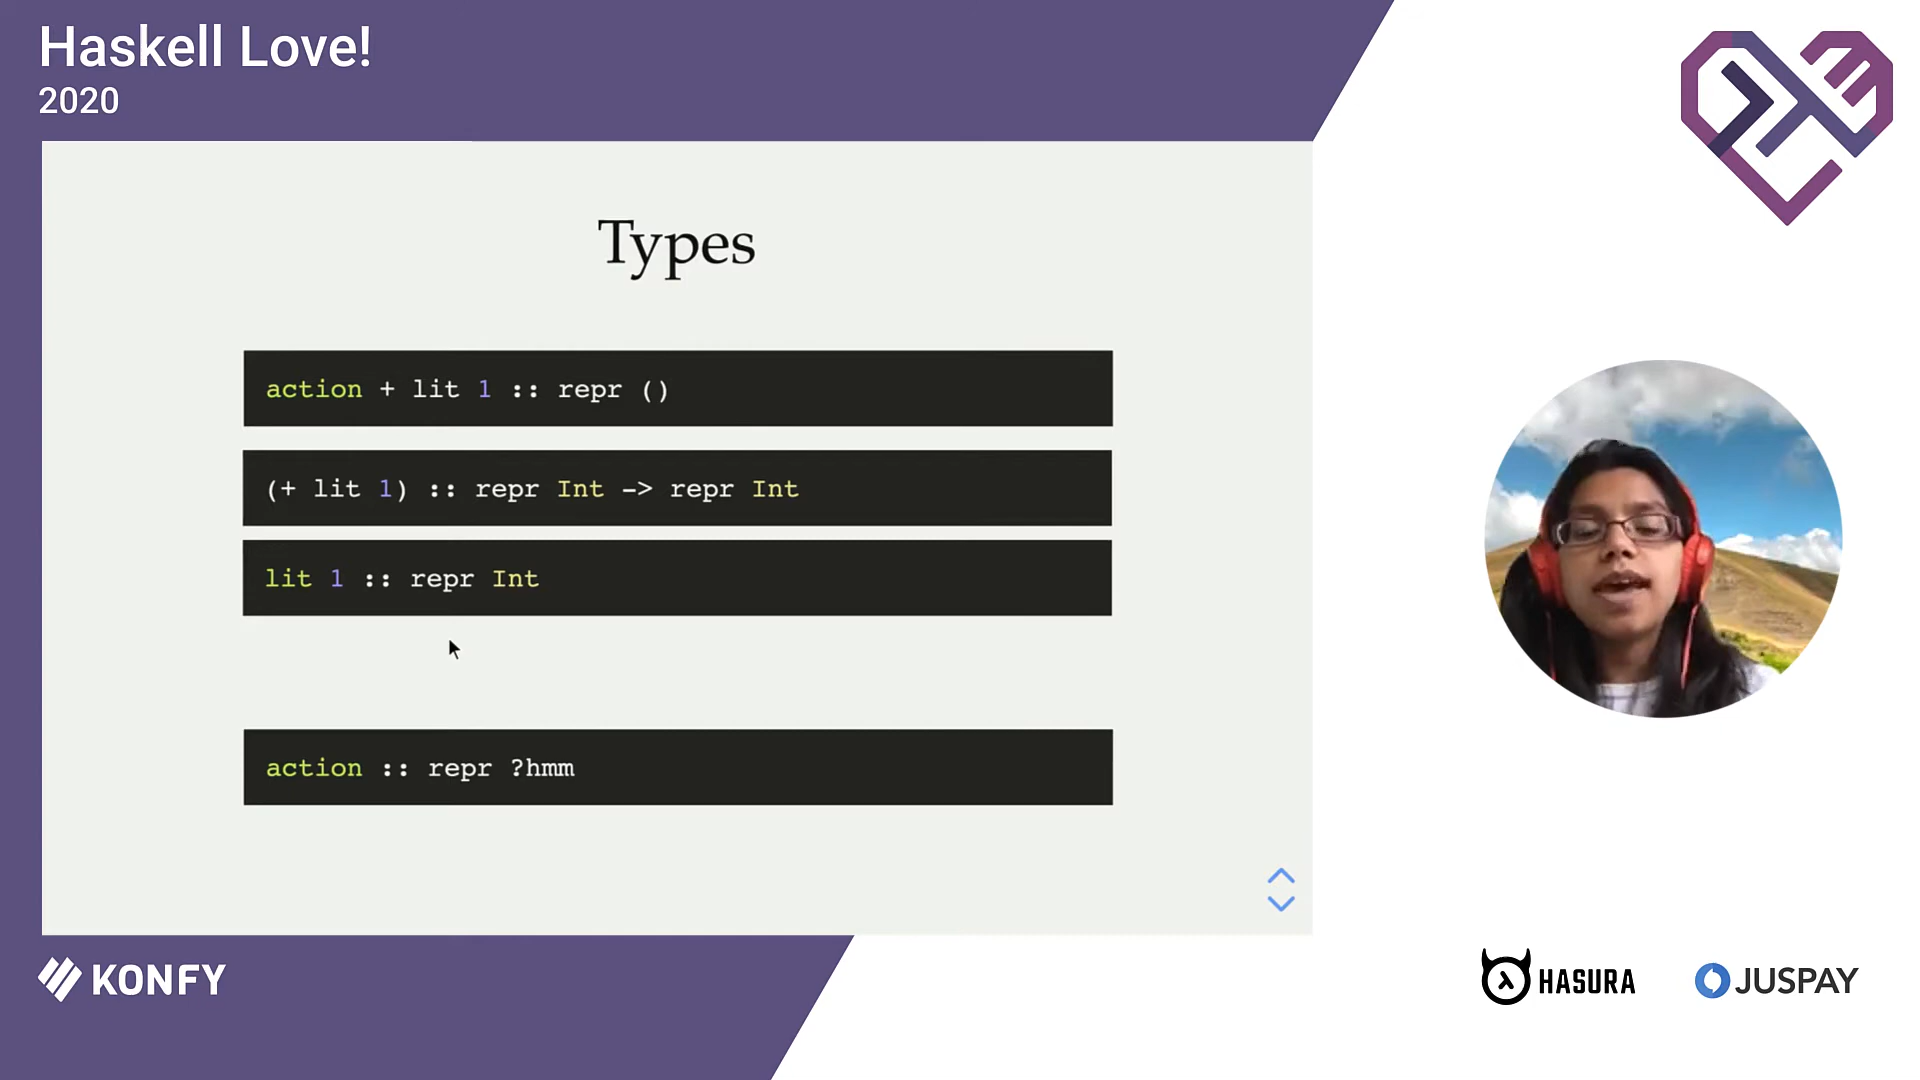 Haskell Love!
2020
Types
action + lit 1 :: repr ()
(+ lit 1) :: repr Int -> repr Int
lit 1 :: repr Int
action :: repr ?hmm
KONFY
HASURA
JUSPAY